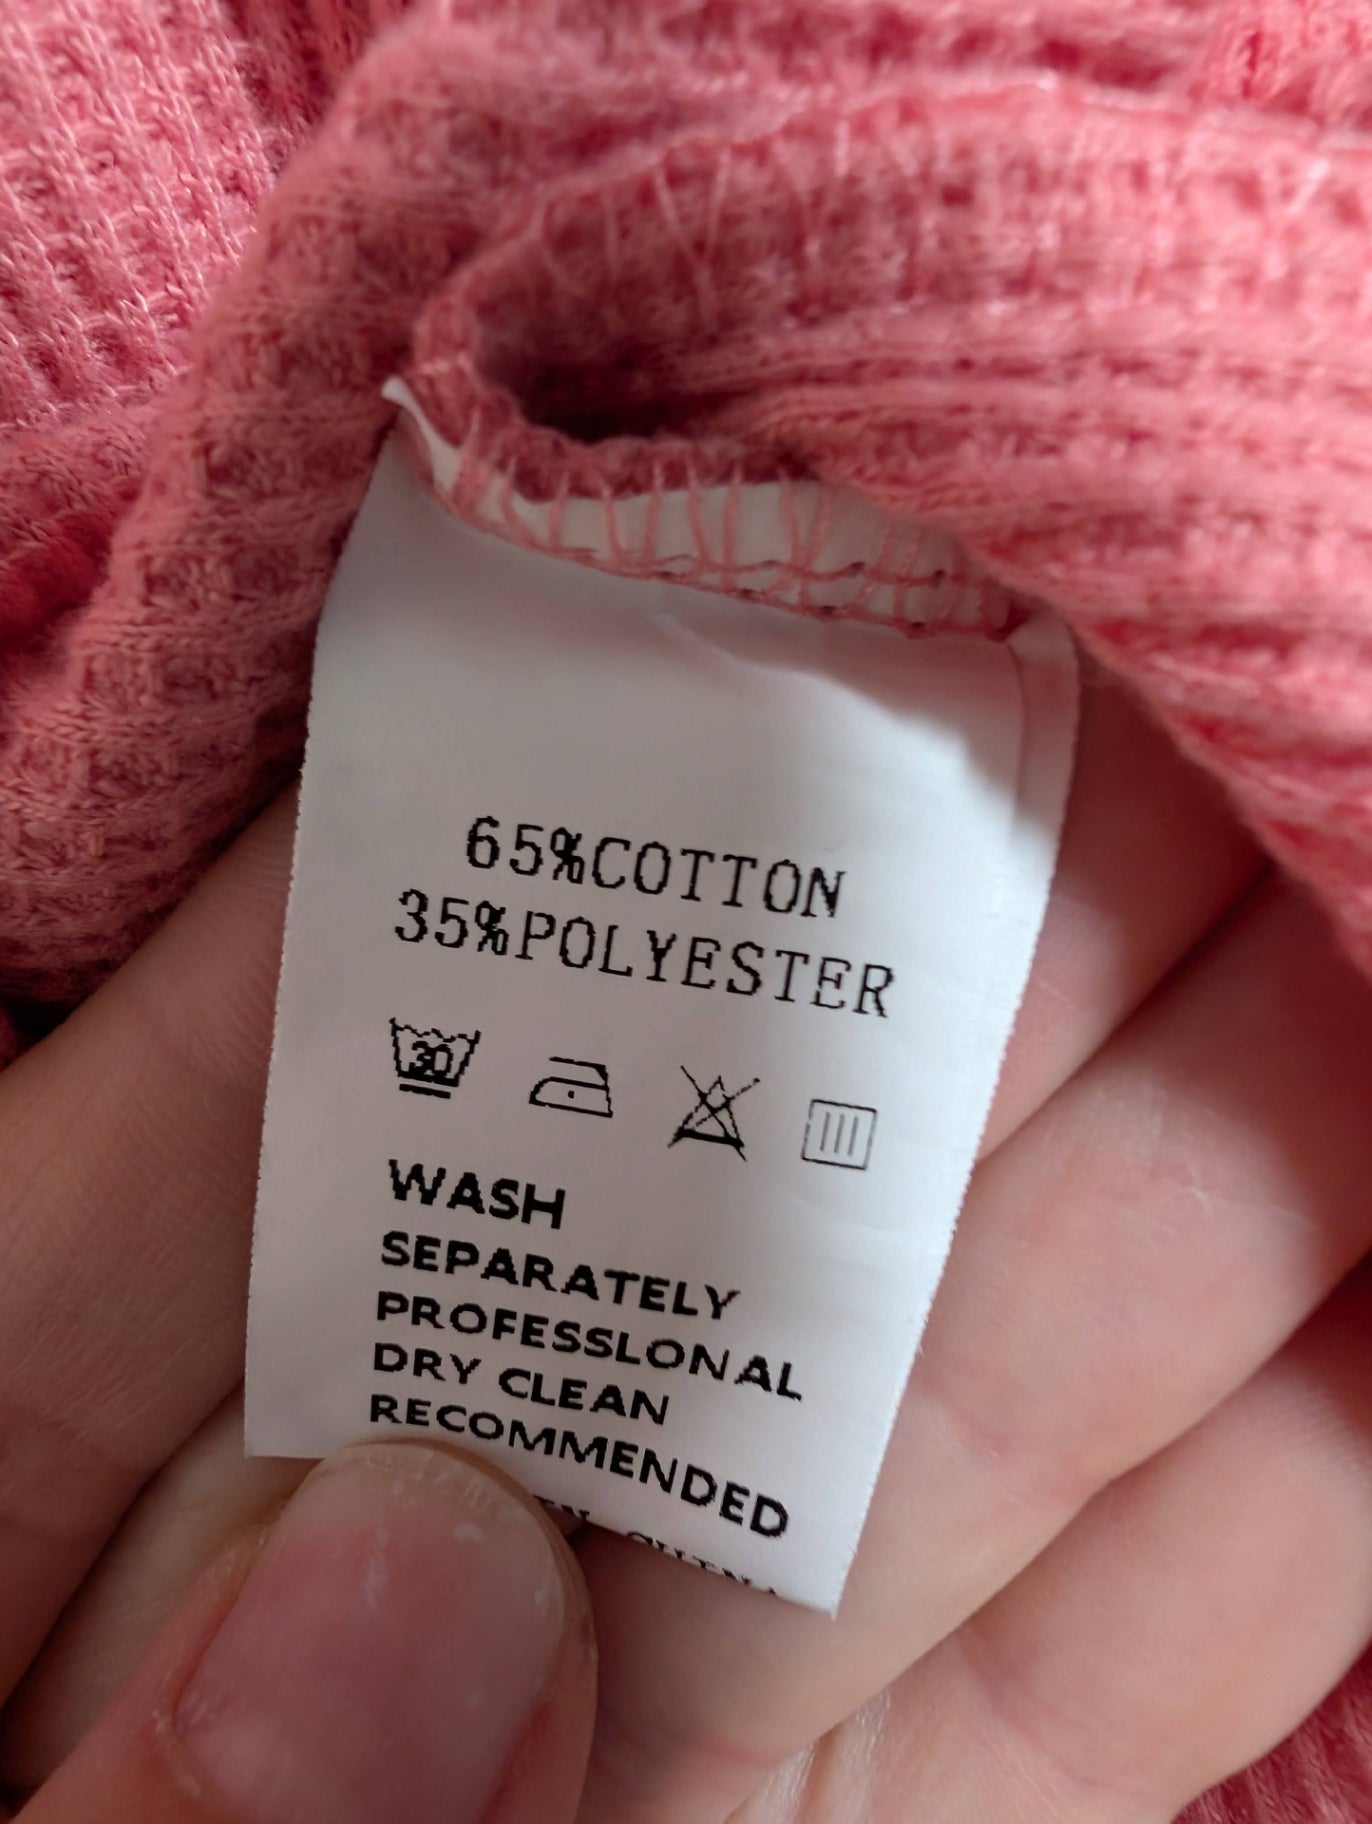 65%COTTON
35%POLYESTER
30
WASH
SEPARATELY
PROFESSLONAL
DRY CLEAN
RECOMMENDED